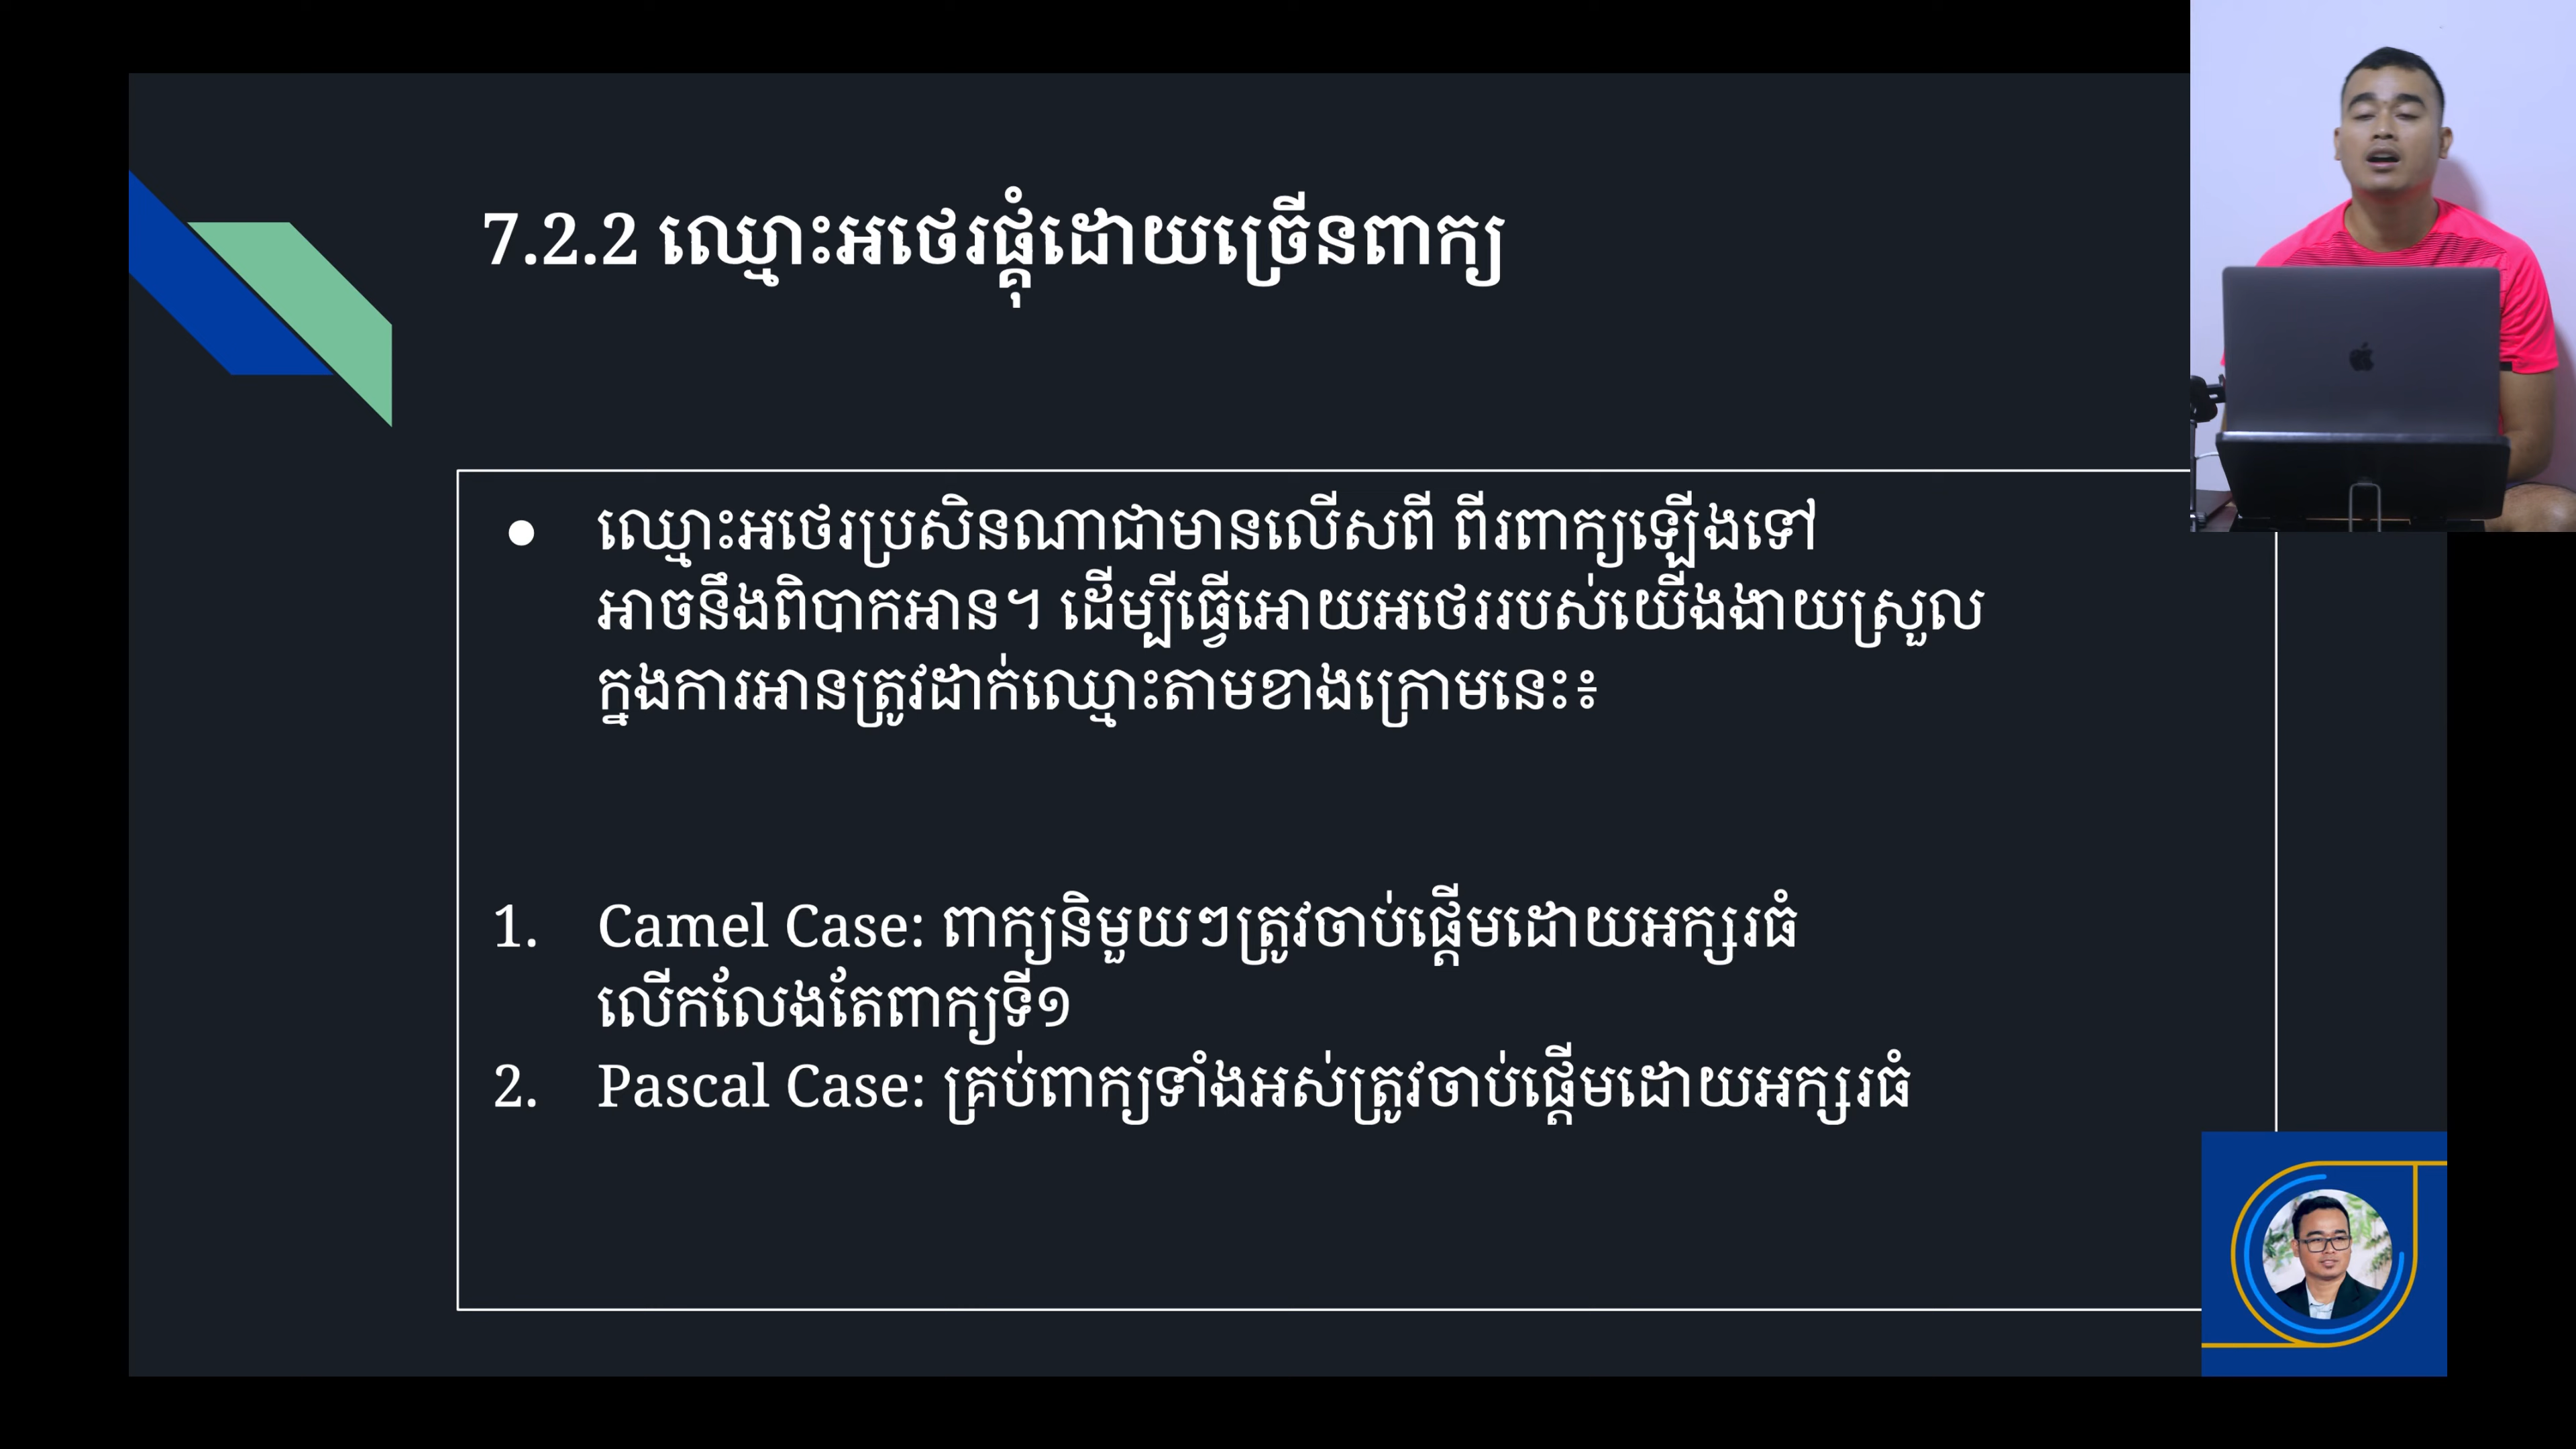 7.2.2 ឈ្មោះអថេរផ្គុំដោយច្រើនពាក្យ
● ឈ្មោះអថេរប្រសិនណាជាមានលើសពី ពីរពាក្យឡើងទៅ
អាចនឹងពិបាកអាន។ ដើម្បីធ្វើអោយអថេររបស់យើងងាយស្រួល
ក្នុងការអានត្រូវដាក់ឈ្មោះតាមខាងក្រោមនេះ៖
1. Camel Case: ពាក្យនិមួយៗត្រូវចាប់ផ្តើមដោយអក្សរធំ
លើកលែងតែពាក្យទី១
2. Pascal Case: គ្រប់ពាក្យទាំងអស់ត្រូវចាប់ផ្តើមដោយអក្សរធំ